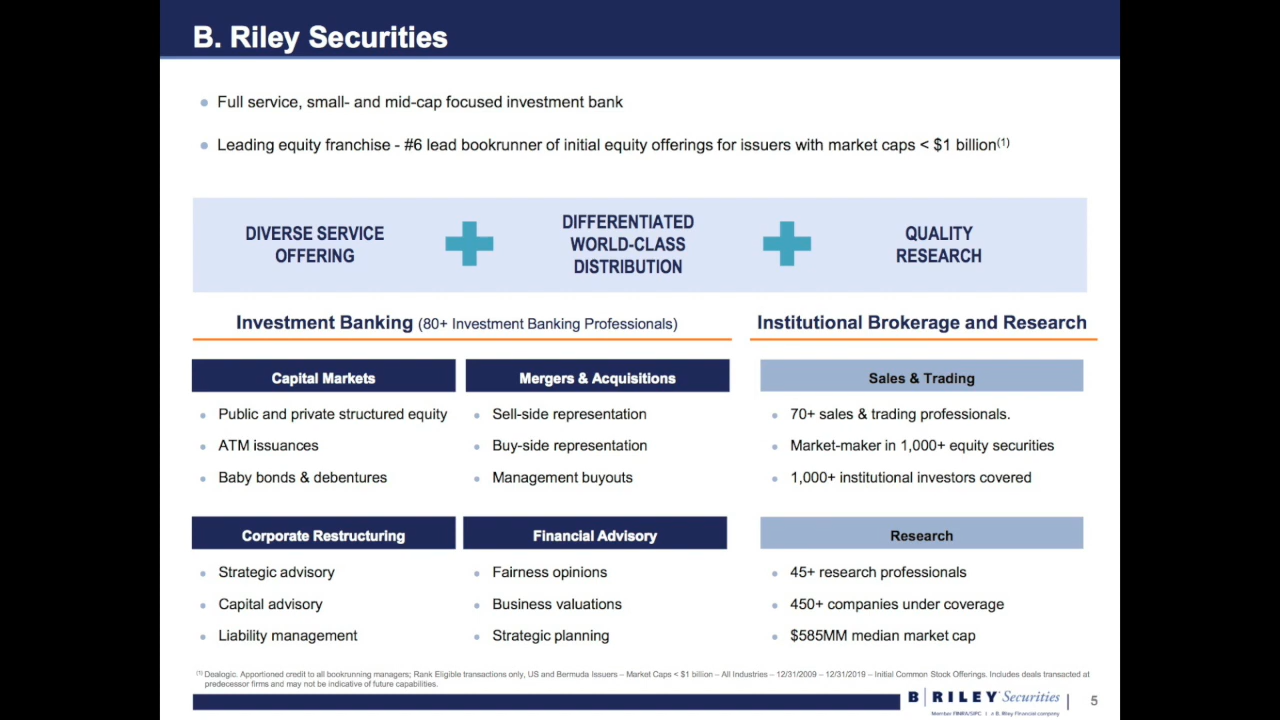 B. Riley Securities
Full service, small- and mid-cap focused investment bank
Leading equity franchise - #6 lead bookrunner of initial equity offerings for issuers with market caps < $1 billion(1)
DIVERSE SERVICE
OFFERING
DIFFERENTIATED
WORLD-CLASS
DISTRIBUTION
QUALITY
RESEARCH
Investment Banking (80+ Investment Banking Professionals)
Capital Markets
Public and private structured equity
ATM issuances
Baby bonds & debentures
Mergers & Acquisitions
Sell-side representation
Buy-side representation
Management buyouts
Corporate Restructuring
Strategic advisory
Capital advisory
Liability management
Financial Advisory
Fairness opinions
Business valuations
Strategic planning
Institutional Brokerage and Research
Sales & Trading
70+ sales & trading professionals.
Market-maker in 1,000+ equity securities
1,000+ institutional investors covered
Research
45+ research professionals
450+ companies under coverage
$585MM median market cap
(1) Dealogic. Apportioned credit to all bookrunning managers; Rank Eligible transactions only, US and Bermuda Issuers – Market Caps < $1 billion – All Industries – 12/31/2009 – 12/31/2019 – Initial Common Stock Offerings. Includes deals transacted at
predecessor firms and may not be indicative of future capabilities.
B | RILEY Securities | 5
Member FINRA/SIPC | a B. Riley Financial company